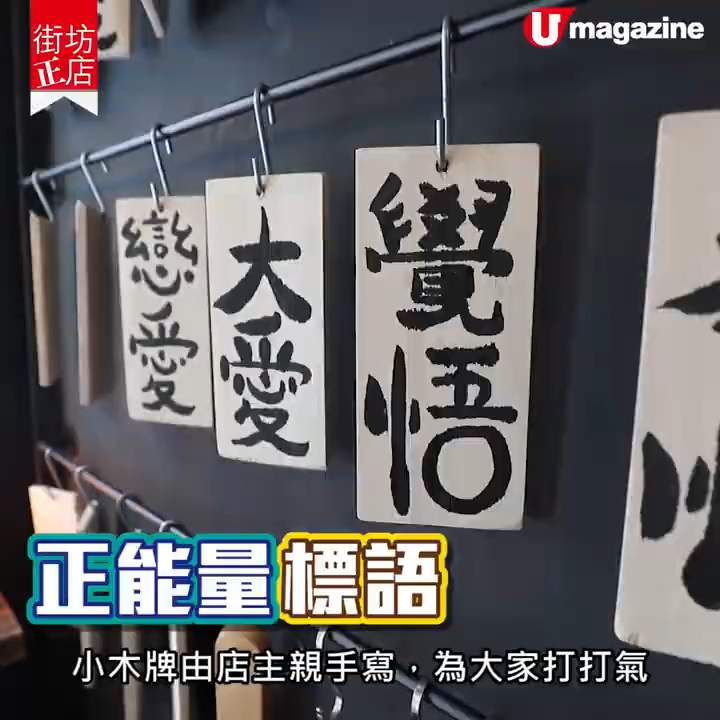 街坊
正店
U magazine
戀愛
大愛
覺悟
正能量標語
小木牌由店主親手寫，為大家打打氣